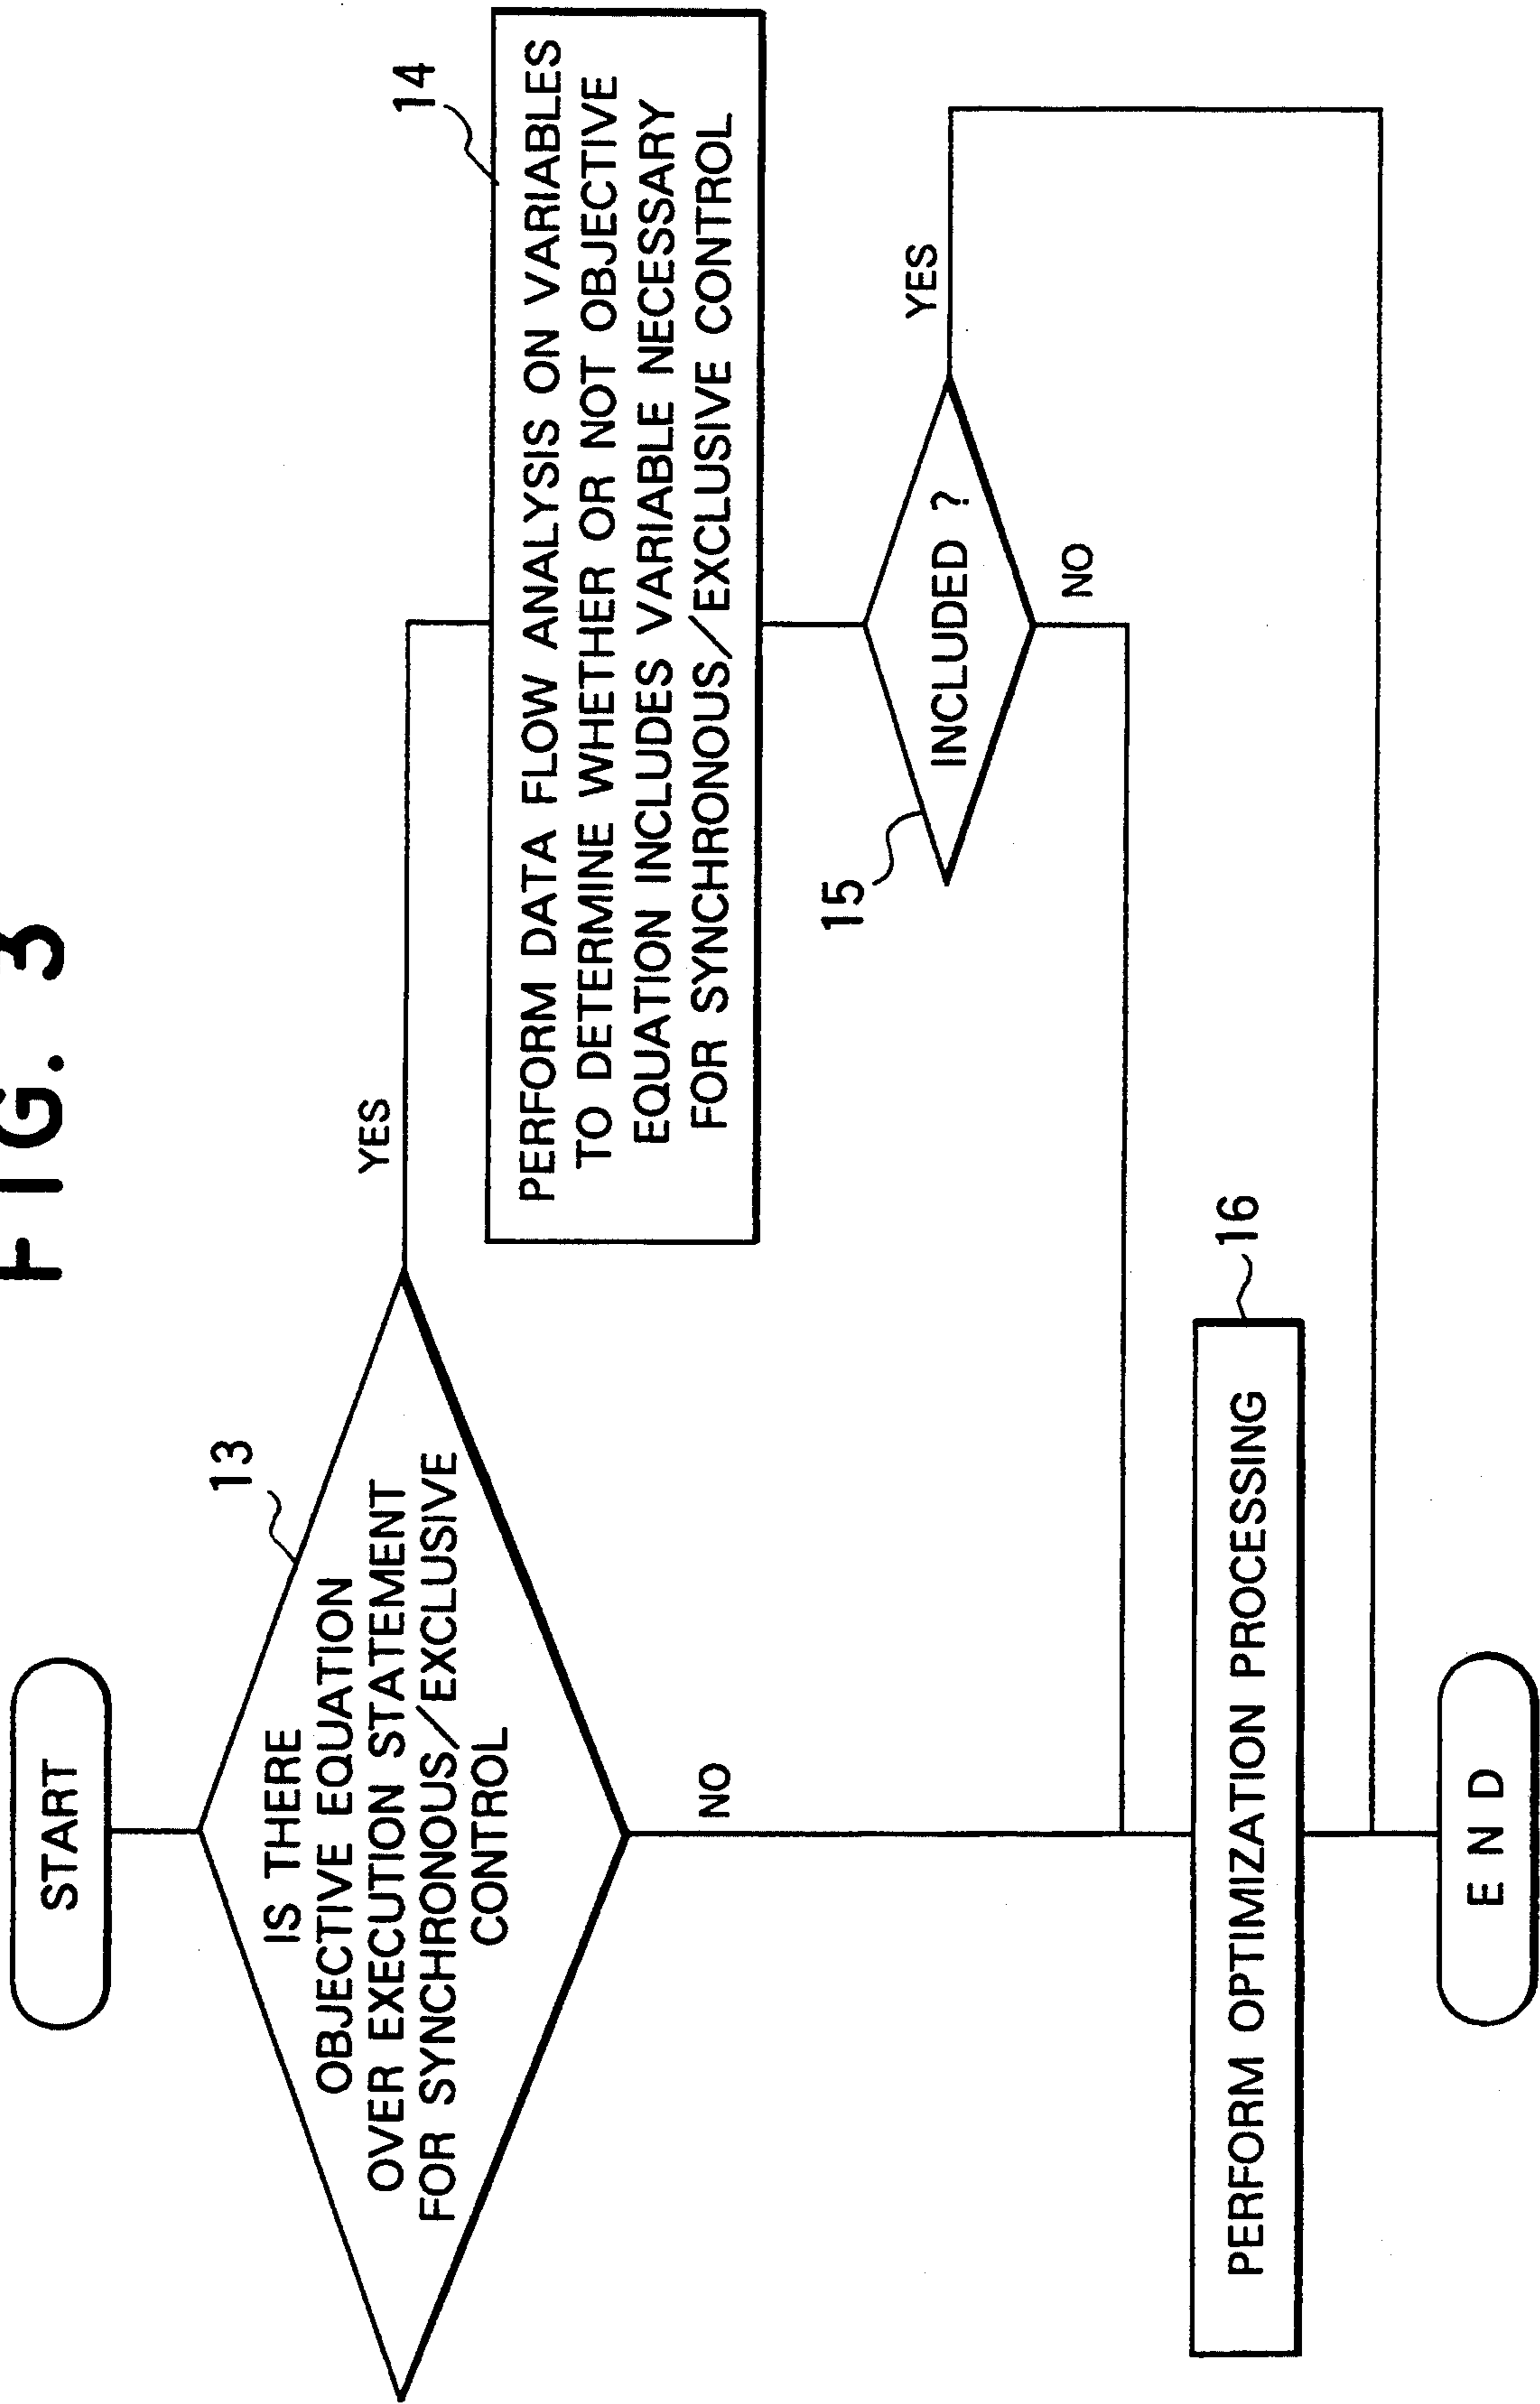 FIG. 3
START
13
IS THERE
OBJECTIVE EQUATION
OVER EXECUTION STATEMENT
FOR SYNCHRONOUS/EXCLUSIVE
CONTROL
YES
NO
14
PERFORM DATA FLOW ANALYSIS ON VARIABLES
TO DETERMINE WHETHER OR NOT OBJECTIVE
EQUATION INCLUDES VARIABLE NECESSARY
FOR SYNCHRONOUS/EXCLUSIVE CONTROL
15
INCLUDED ?
YES
NO
16
PERFORM OPTIMIZATION PROCESSING
END